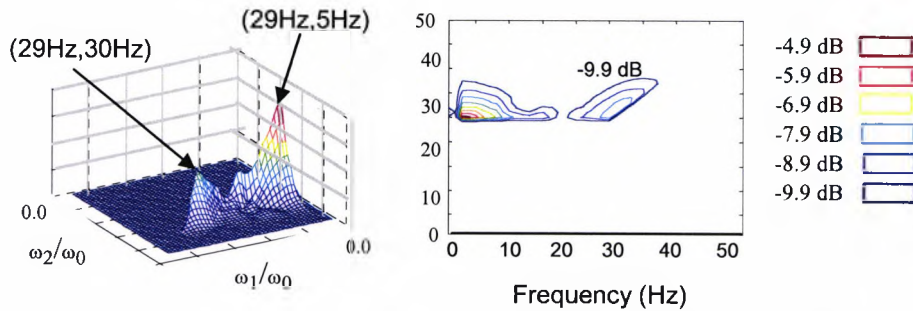 (29Hz,5Hz)
(29Hz,30Hz)
0.0
ω2/ω0
ω1/ω0
0.0
50
40
30
20
10
0
0
10
20
30
40
50
-9.9 dB
Frequency (Hz)
-4.9 dB
-5.9 dB
-6.9 dB
-7.9 dB
-8.9 dB
-9.9 dB